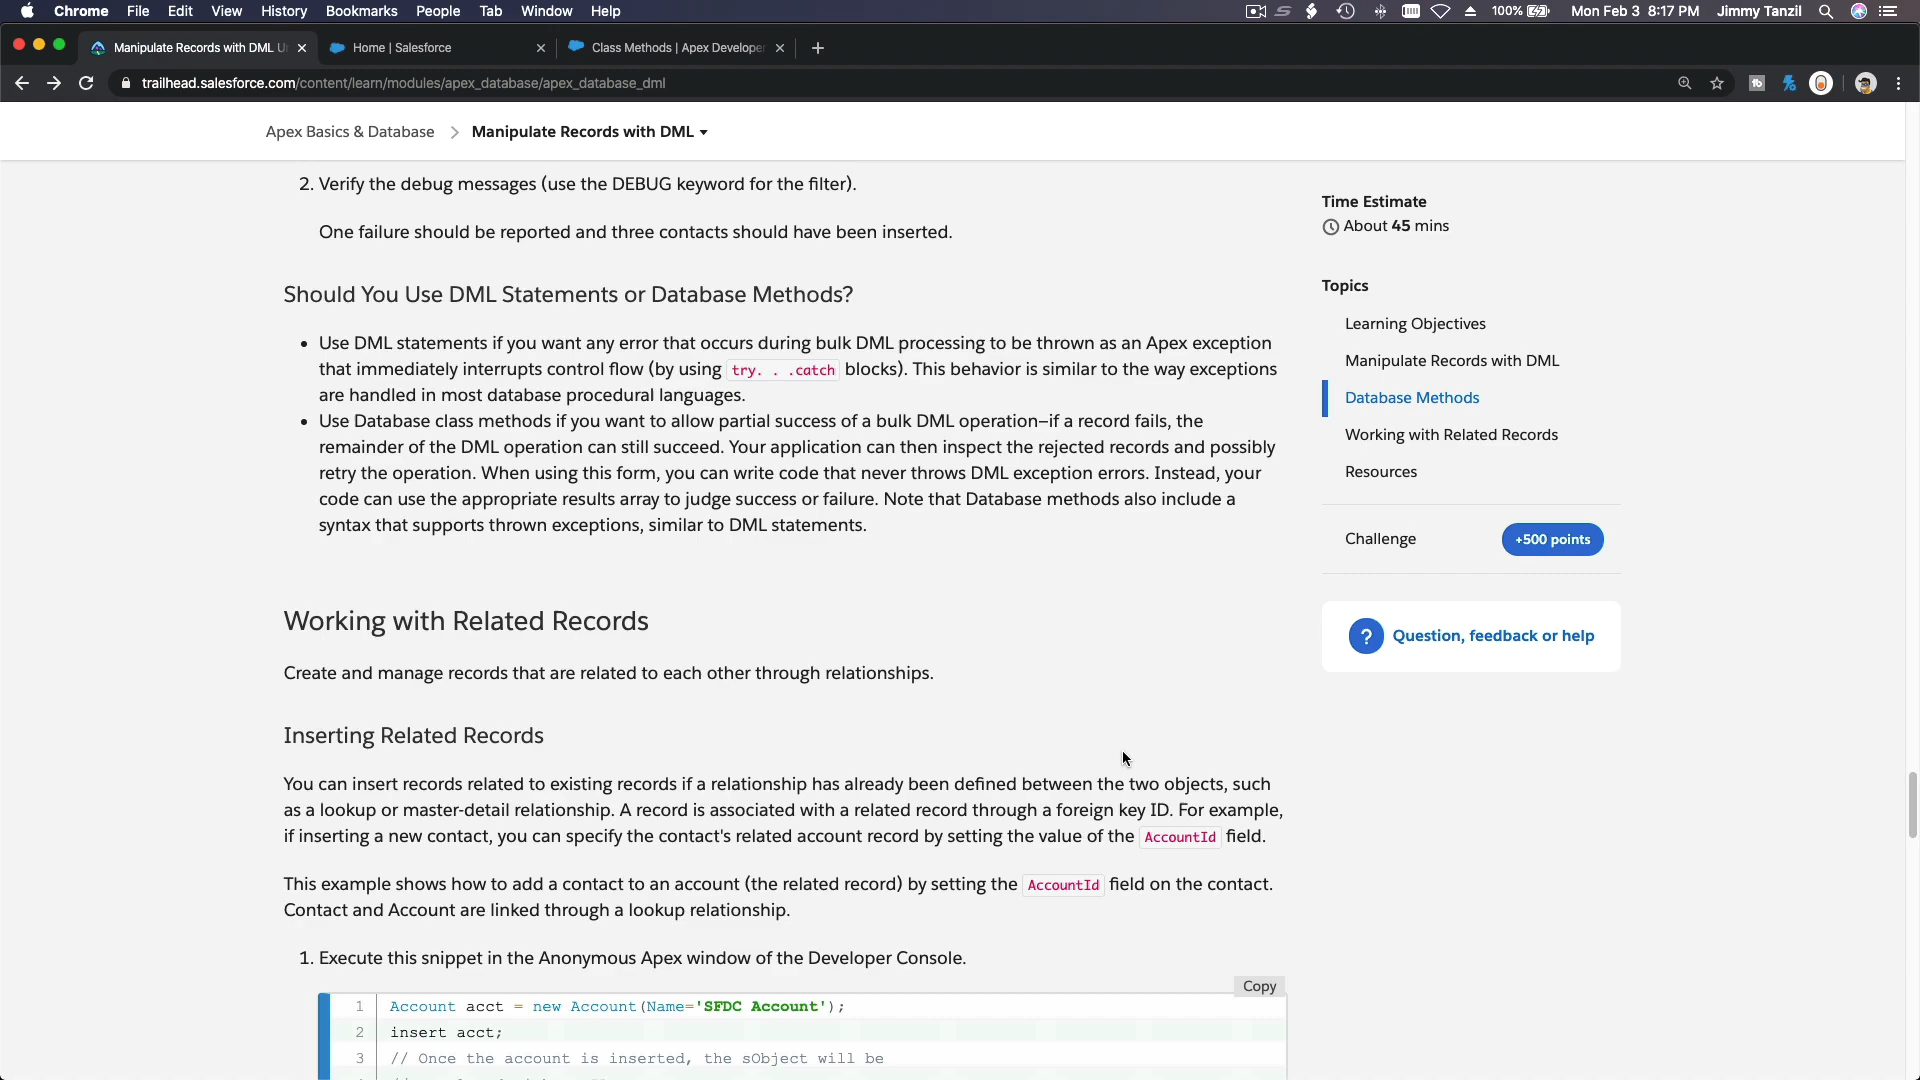 Chrome File Edit View History Bookmarks People Tab Window Help 100% Mon Feb 3 8:17 PM Jimmy Tanzil
Manipulate Records with DML Home | Salesforce Class Methods | Apex Developer
trailhead.salesforce.com/content/learn/modules/apex_database/apex_database_dml
Apex Basics & Database > Manipulate Records with DML
2. Verify the debug messages (use the DEBUG keyword for the filter).
One failure should be reported and three contacts should have been inserted.
Should You Use DML Statements or Database Methods?
• Use DML statements if you want any error that occurs during bulk DML processing to be thrown as an Apex exception
that immediately interrupts control flow (by using try. . .catch blocks). This behavior is similar to the way exceptions
are handled in most database procedural languages.
• Use Database class methods if you want to allow partial success of a bulk DML operation—if a record fails, the
remainder of the DML operation can still succeed. Your application can then inspect the rejected records and possibly
retry the operation. When using this form, you can write code that never throws DML exception errors. Instead, your
code can use the appropriate results array to judge success or failure. Note that Database methods also include a
syntax that supports thrown exceptions, similar to DML statements.
Working with Related Records
Create and manage records that are related to each other through relationships.
Inserting Related Records
You can insert records related to existing records if a relationship has already been defined between the two objects, such
as a lookup or master-detail relationship. A record is associated with a related record through a foreign key ID. For example,
if inserting a new contact, you can specify the contact's related account record by setting the value of the AccountId field.
This example shows how to add a contact to an account (the related record) by setting the AccountId field on the contact.
Contact and Account are linked through a lookup relationship.
1. Execute this snippet in the Anonymous Apex window of the Developer Console.
Copy
1 Account acct = new Account(Name='SFDC Account');
2 insert acct;
3 // Once the account is inserted, the sObject will be
Time Estimate
About 45 mins
Topics
Learning Objectives
Manipulate Records with DML
Database Methods
Working with Related Records
Resources
Challenge +500 points
? Question, feedback or help